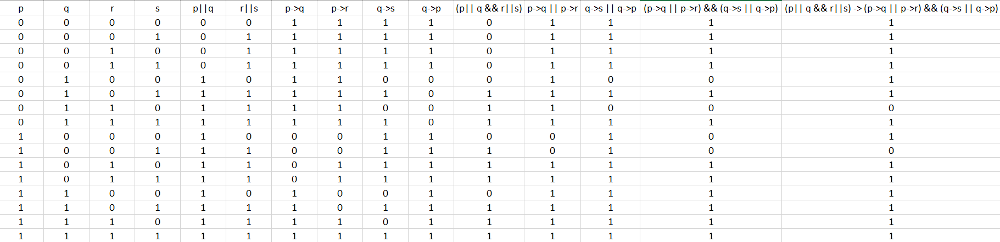 p q r s p||q r||s p->q p->r q->s q->p (p|| q && r||s) p->q || p->r q->s || q->p (p->q || p->r) && (q->s || q->p) (p|| q && r||s) -> (p->q || p->r) && (q->s || q->p)
0 0 0 0 0 0 1 1 1 1 0 1 1 1 1
0 0 0 1 0 1 1 1 1 1 0 1 1 1 1
0 0 1 0 0 1 1 1 1 1 0 1 1 1 1
0 0 1 1 0 1 1 1 1 1 0 1 1 1 1
0 1 0 0 1 0 1 1 0 0 0 1 0 0 1
0 1 0 1 1 1 1 1 1 0 1 1 1 1 1
0 1 1 0 1 1 1 1 0 0 1 1 0 0 0
0 1 1 1 1 1 1 1 1 0 1 1 1 1 1
1 0 0 0 1 0 0 0 1 1 0 0 1 0 1
1 0 0 1 1 1 0 0 1 1 1 0 1 0 0
1 0 1 0 1 1 0 1 1 1 1 1 1 1 1
1 0 1 1 1 1 0 1 1 1 1 1 1 1 1
1 1 0 0 1 0 1 0 0 1 0 1 1 1 1
1 1 0 1 1 1 1 0 1 1 1 1 1 1 1
1 1 1 0 1 1 1 1 0 1 1 1 1 1 1
1 1 1 1 1 1 1 1 1 1 1 1 1 1 1